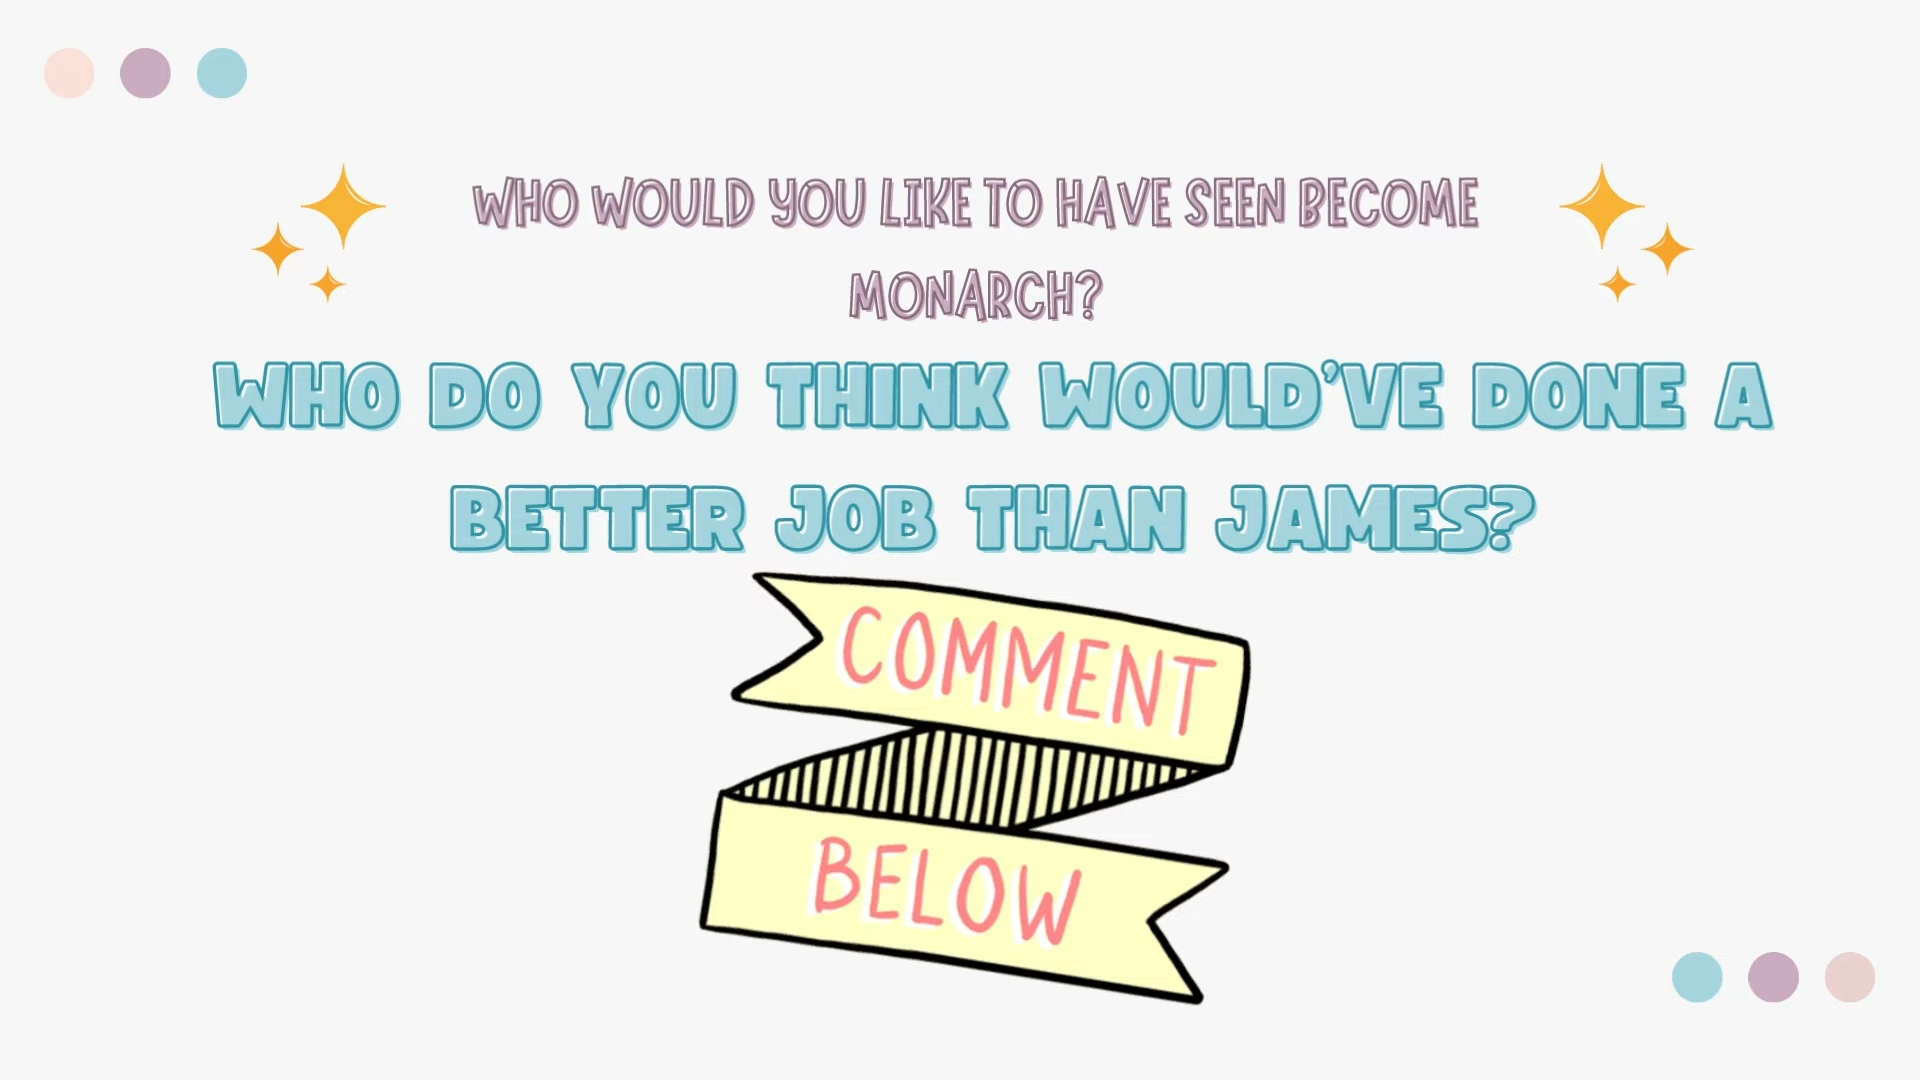 WHO WOULD YOU LIKE TO HAVE SEEN BECOME
MONARCH?
WHO DO YOU THINK WOULD'VE DONE A
BETTER JOB THAN JAMES?
COMMENT
BELOW